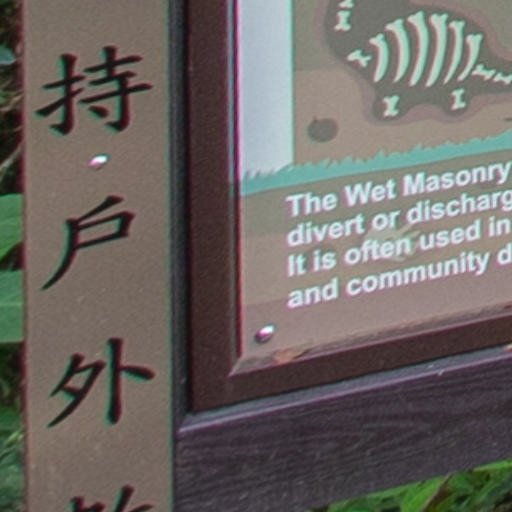 持
戶
外
The Wet Masonry
divert or discharg
It is often used in
and community d